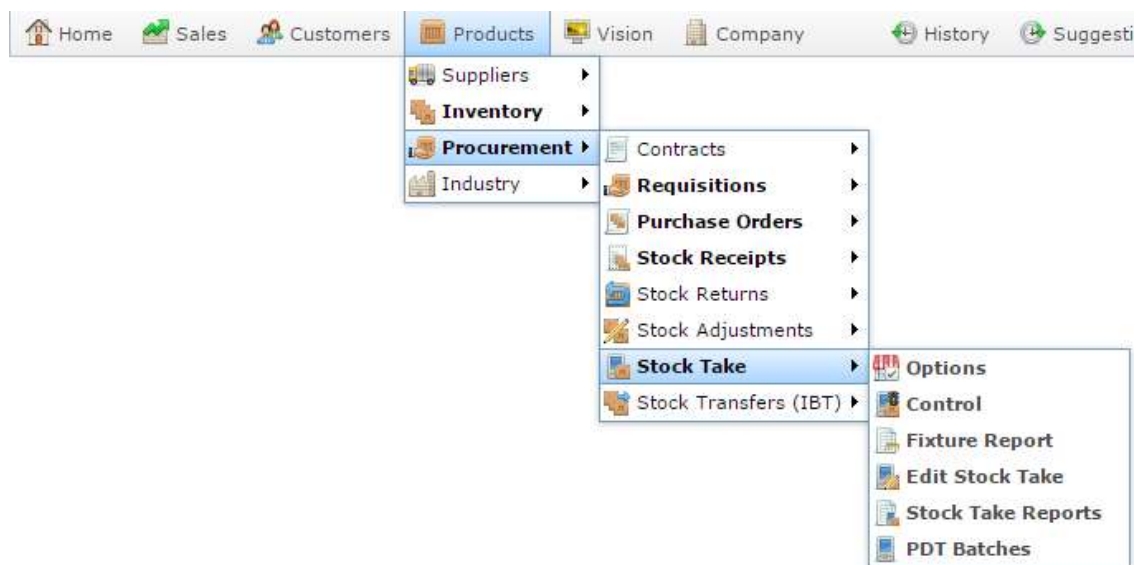 Home Sales Customers Products Vision Company History Suggesti
Suppliers
Inventory
Procurement
Industry
Contracts
Requisitions
Purchase Orders
Stock Receipts
Stock Returns
Stock Adjustments
Stock Take
Stock Transfers (IBT)
Options
Control
Fixture Report
Edit Stock Take
Stock Take Reports
PDT Batches